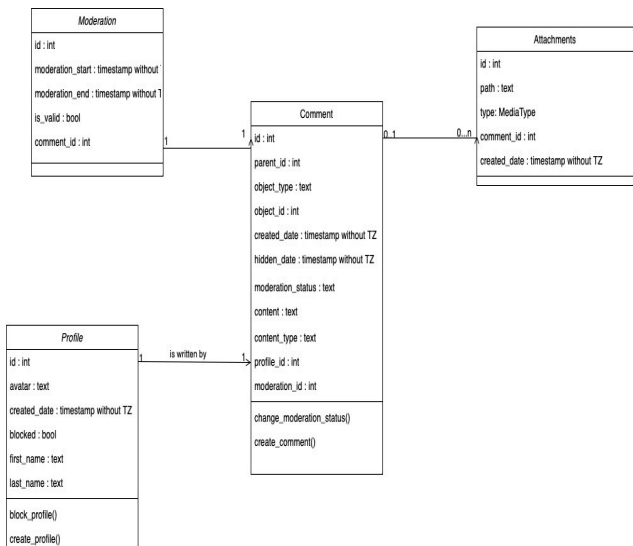 Moderation
id : int
moderation_start : timestamp without
moderation_end : timestamp without T
is_valid : bool
comment_id : int
1
1
Attachments
id : int
path : text
type: MediaType
comment_id : int
created_date : timestamp without TZ
0...n
0..1
Comment
id : int
parent_id : int
object_type : text
object_id : int
created_date : timestamp without TZ
hidden_date : timestamp without TZ
moderation_status : text
content : text
content_type : text
profile_id : int
moderation_id : int
change_moderation_status()
create_comment()
Profile
id : int
avatar : text
created_date : timestamp without TZ
blocked : bool
first_name : text
last_name : text
block_profile()
create_profile()
1
is written by
1.